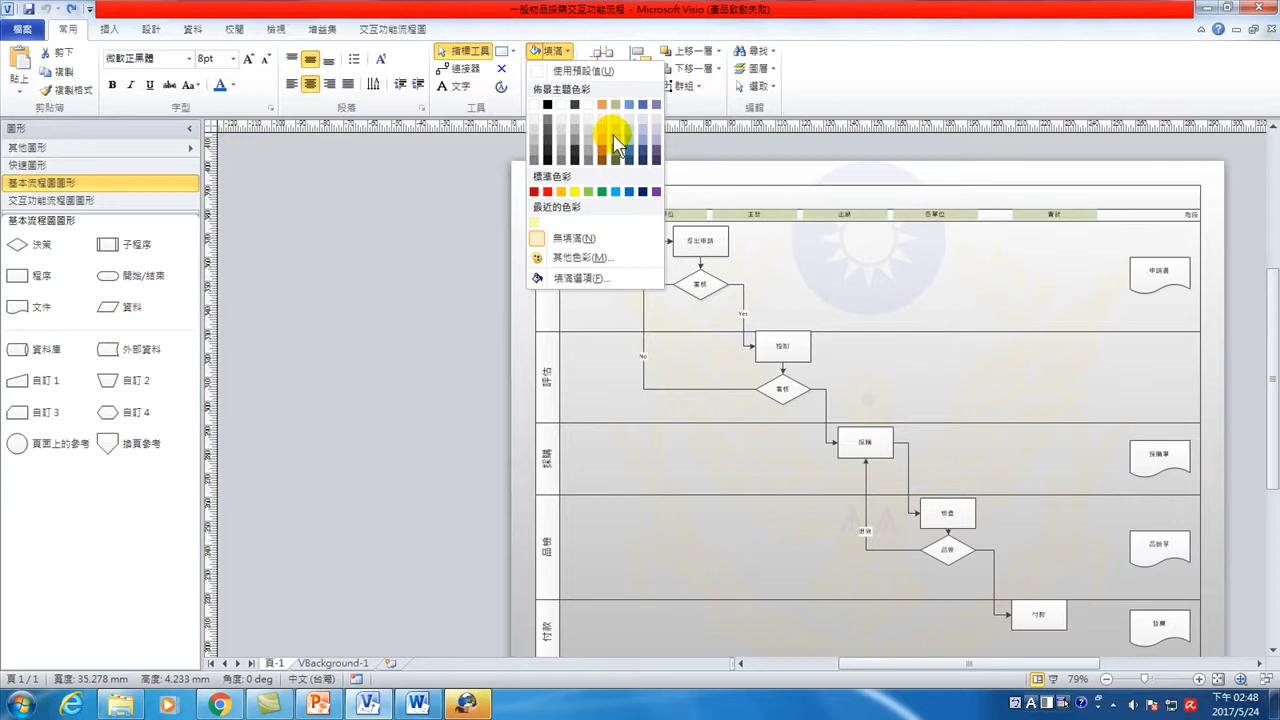 一般物品採購交互功能流程 - Microsoft Visio (產品啟動失敗)
檔案 常用 插入 設計 資料 校閱 檢視 增益集 交互功能流程圖
貼上 剪下 複製 複製格式
微軟正黑體 8pt
指標工具 連接器 文字
填滿
上移一層 下移一層 群組
尋找 圖層 選取
剪貼簿 字型 段落 工具 編輯
使用預設值(U)
佈景主題色彩
標準色彩
最近的色彩
無填滿(N)
其他色彩(M)...
填滿選項(F)...
圖形
其他圖形
快速圖形
基本流程圖圖形
交互功能流程圖圖形
基本流程圖圖形
決策 子程序
程序 開始/結束
文件 資料
資料庫 外部資料
自訂 1 自訂 2
自訂 3 自訂 4
頁面上的參考 換頁參考
主計 出納 各單位 會計 階段
提出申請
審核
申請書
Yes
No
評估
控制
審核
採購
採購
採購單
品檢
檢查
退貨
品管
品檢單
付款
付款
發票
頁-1 VBackground-1
頁 1 / 1 寬度: 35.278 mm 高度: 4.233 mm 角度: 0 deg 中文 (台灣) 79%
下午 02:48
2017/5/24